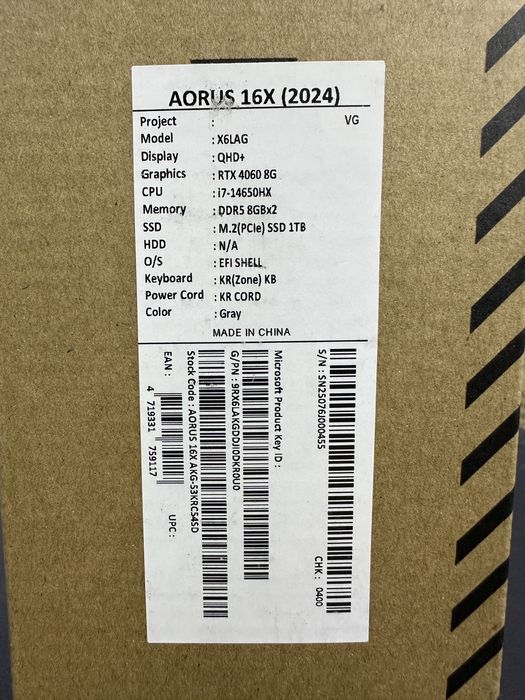 AORUS 16X (2024)
Project : VG
Model : X6LAG
Display : QHD+
Graphics : RTX 4060 8G
CPU : i7-14650HX
Memory : DDR5 8GBx2
SSD : M.2(PCIe) SSD 1TB
HDD : N/A
O/S : EFI SHELL
Keyboard : KR(Zone) KB
Power Cord : KR CORD
Color : Gray
MADE IN CHINA
S/N : SN25076J000455
CHK : 0400
Microsoft Product Key ID :
G/PN : 9RX6LAKGDDJI0DKR0U0
Stock Code : AORUS 16X AKG-53KRC54SD
EAN :
4 719331 759117
UPC :